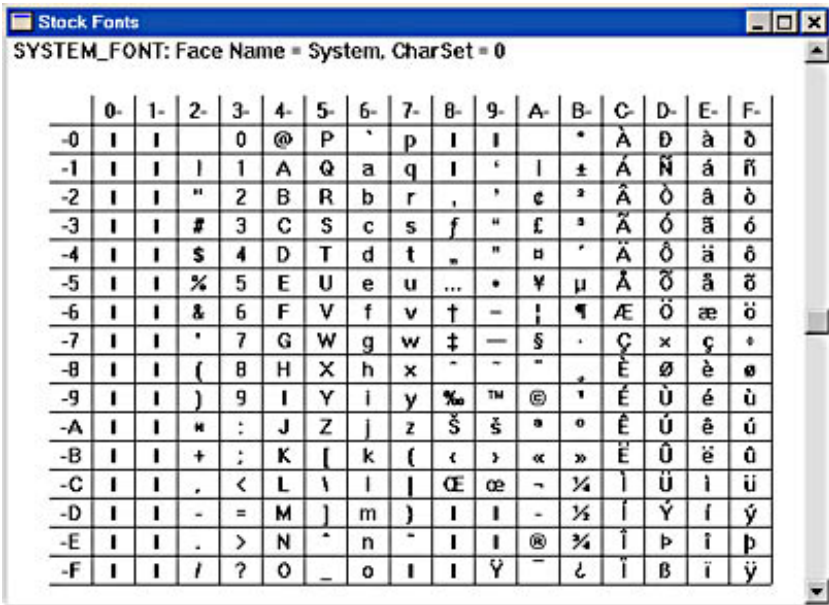 Stock Fonts
SYSTEM_FONT: Face Name = System, CharSet = 0
0- 1- 2- 3- 4- 5- 6- 7- 8- 9- A- B- C- D- E- F-
-0 0 @ P ` p ° À Ð à ð
-1 ! 1 A Q a q ‘ ¡ ± Á Ñ á ñ
-2 " 2 B R b r ‚ ’ ¢ ² Â Ò â ò
-3 # 3 C S c s ƒ “ £ ³ Ã Ó ã ó
-4 $ 4 D T d t „ ” ¤ ´ Ä Ô ä ô
-5 % 5 E U e u … • ¥ µ Å Õ å õ
-6 & 6 F V f v † – ¦ ¶ Æ Ö æ ö
-7 ' 7 G W g w ‡ — § · Ç × ç ÷
-8 ( 8 H X h x ˆ ˜ ¨ ¸ È Ø è ø
-9 ) 9 I Y i y ‰ ™ © ¹ É Ù é ù
-A * : J Z j z Š š ª º Ê Ú ê ú
-B + ; K [ k { ‹ › « » Ë Û ë û
-C , < L \ l | Œ œ ¬ ¼ Ì Ü ì ü
-D - = M ] m } - ½ Í Ý í ý
-E . > N ^ n ~ ® ¾ Î Þ î þ
-F / ? O _ o Ÿ ¯ ¿ Ï ß ï ÿ